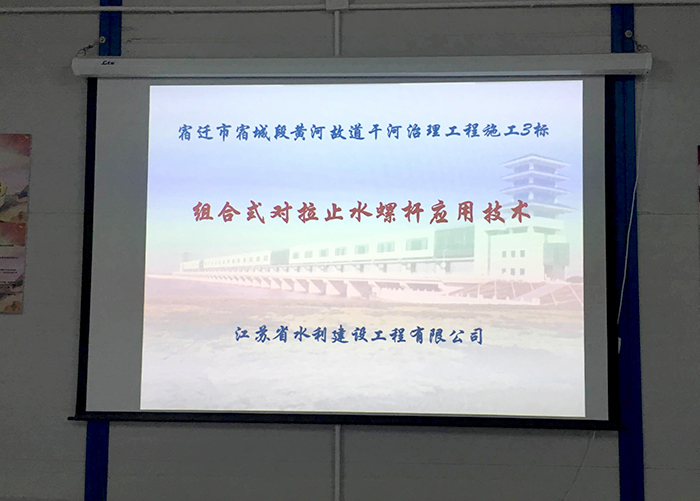 宿迁市宿城段黄河故道干河治理工程施工3标
组合式对拉止水螺杆应用技术
江苏省水利建设工程有限公司